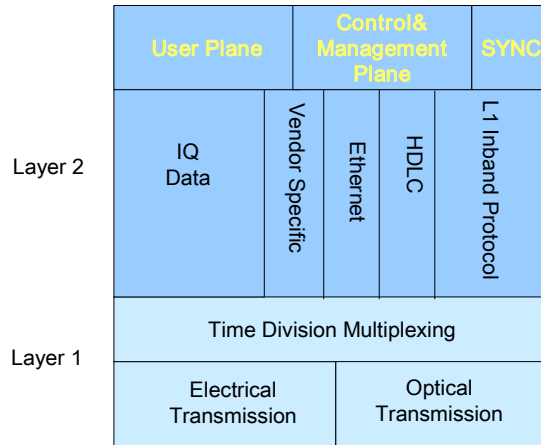 User Plane
Control&
Management
Plane
SYNC
Layer 2
IQ
Data
Vendor Specific
Ethernet
HDLC
L1 Inband Protocol
Layer 1
Time Division Multiplexing
Electrical
Transmission
Optical
Transmission